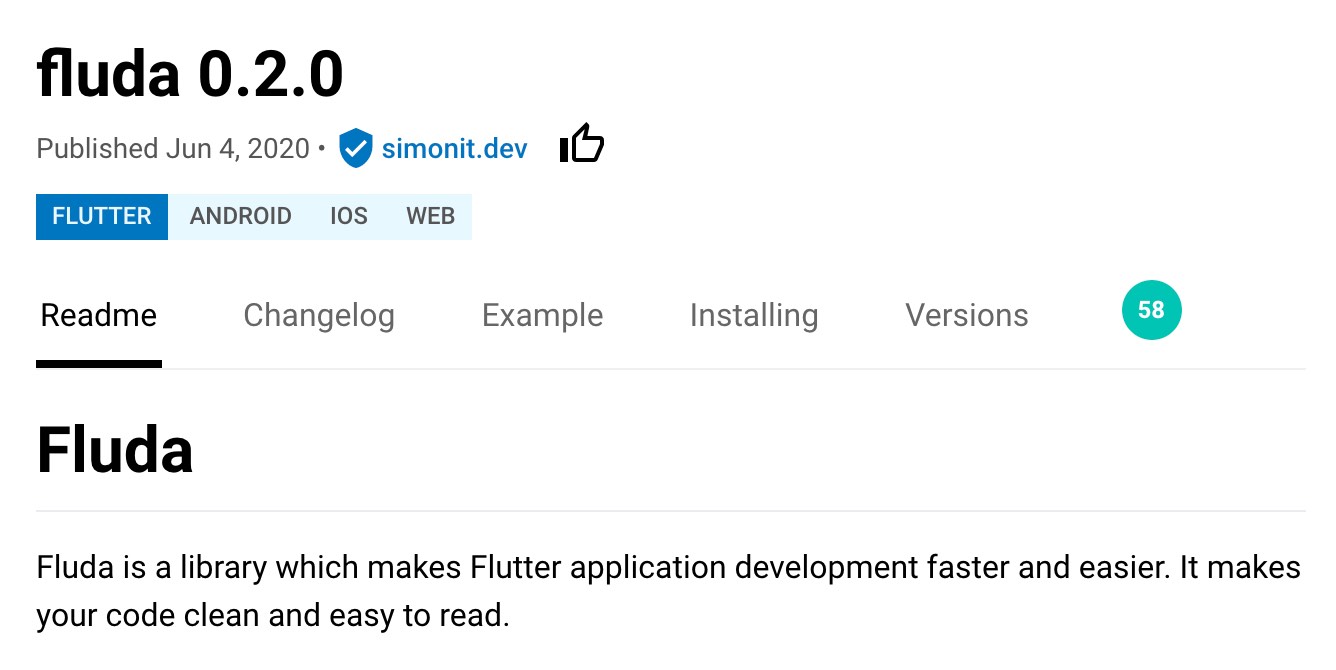 fluda 0.2.0
Published Jun 4, 2020 • simonit.dev
FLUTTER ANDROID IOS WEB
Readme Changelog Example Installing Versions 58
Fluda
Fluda is a library which makes Flutter application development faster and easier. It makes
your code clean and easy to read.